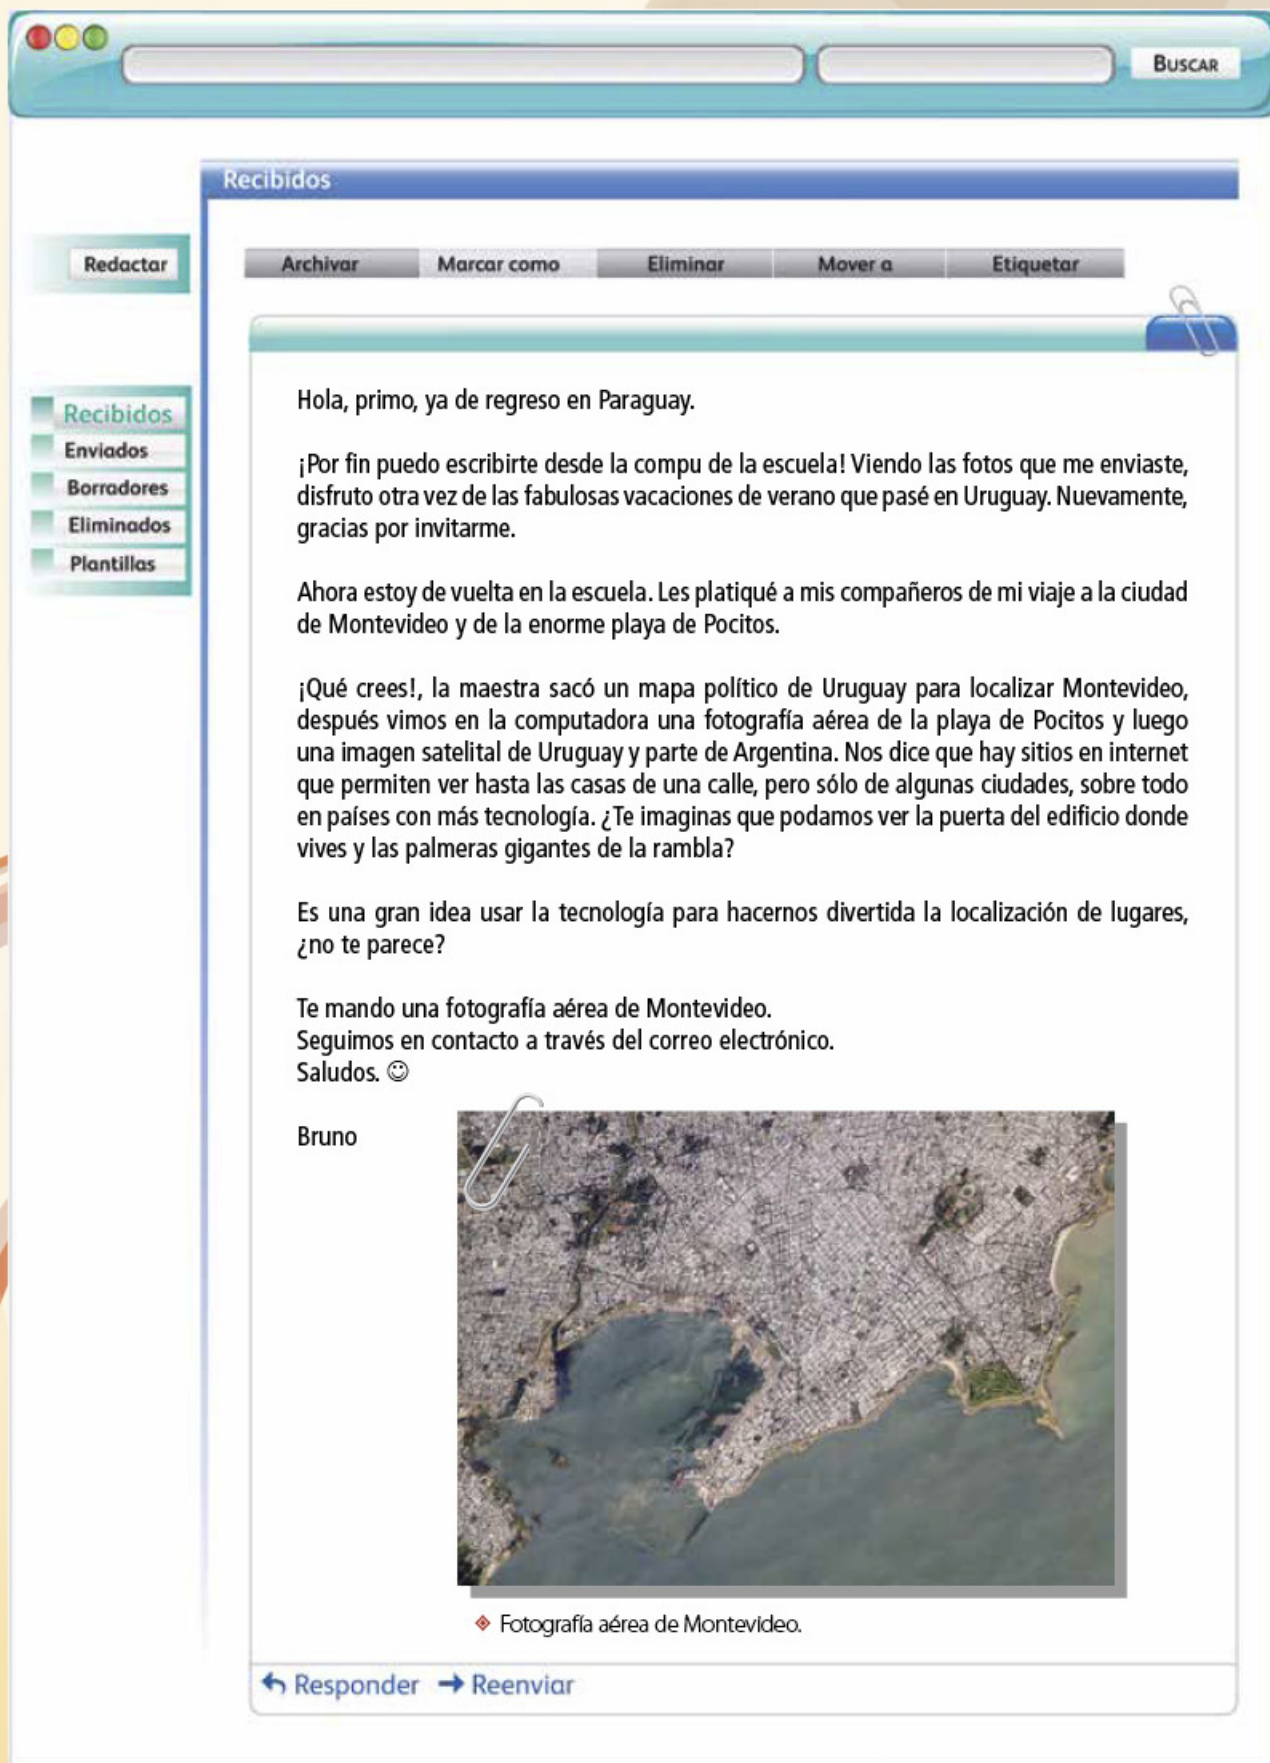 BUSCAR
Recibidos
Redactar
Archivar Marcar como Eliminar Mover a Etiquetar
Recibidos
Enviados
Borradores
Eliminados
Plantillas
Hola, primo, ya de regreso en Paraguay.
¡Por fin puedo escribirte desde la compu de la escuela! Viendo las fotos que me enviaste,
disfruto otra vez de las fabulosas vacaciones de verano que pasé en Uruguay. Nuevamente,
gracias por invitarme.
Ahora estoy de vuelta en la escuela. Les platiqué a mis compañeros de mi viaje a la ciudad
de Montevideo y de la enorme playa de Pocitos.
¡Qué crees!, la maestra sacó un mapa político de Uruguay para localizar Montevideo,
después vimos en la computadora una fotografía aérea de la playa de Pocitos y luego
una imagen satelital de Uruguay y parte de Argentina. Nos dice que hay sitios en internet
que permiten ver hasta las casas de una calle, pero sólo de algunas ciudades, sobre todo
en países con más tecnología. ¿Te imaginas que podamos ver la puerta del edificio donde
vives y las palmeras gigantes de la rambla?
Es una gran idea usar la tecnología para hacernos divertida la localización de lugares,
¿no te parece?
Te mando una fotografía aérea de Montevideo.
Seguimos en contacto a través del correo electrónico.
Saludos. ☺
Bruno
Fotografía aérea de Montevideo.
Responder Reenviar